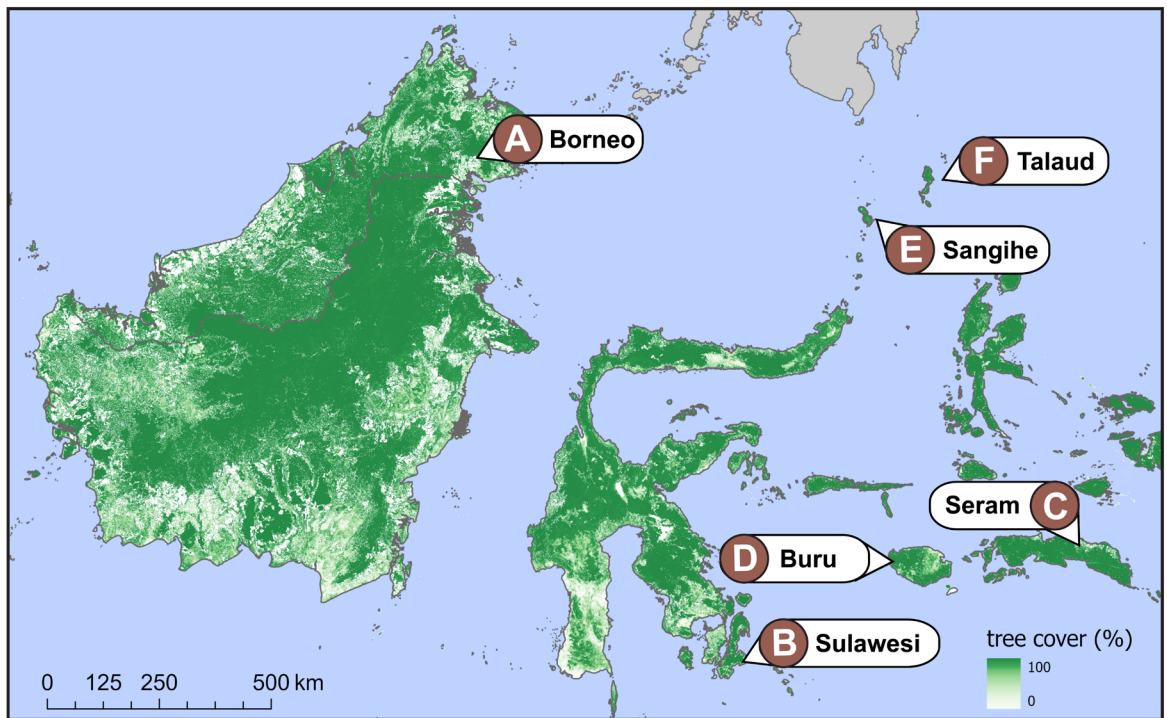 A Borneo
F Talaud
E Sangihe
Seram C
D Buru
B Sulawesi
tree cover (%)
100
0
0 125 250 500 km